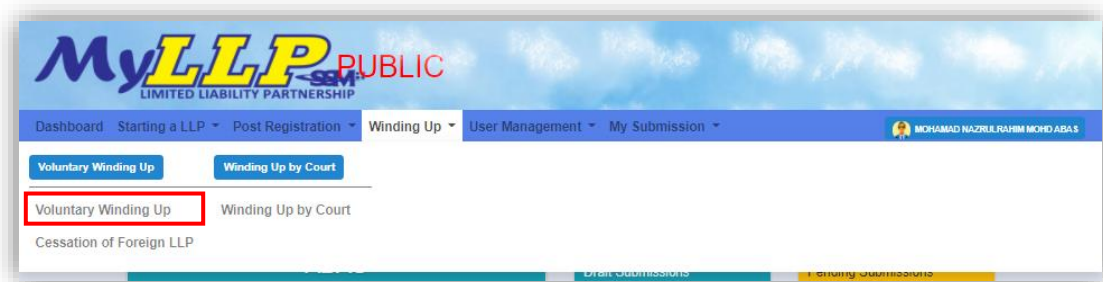 MyLLP
SSM
PUBLIC
LIMITED LIABILITY PARTNERSHIP
Dashboard Starting a LLP Post Registration Winding Up User Management My Submission MOHAMAD NAZRULRAHIM MOHD ABAS
Voluntary Winding Up Winding Up by Court
Voluntary Winding Up Winding Up by Court
Cessation of Foreign LLP
Draft Submissions Pending Submissions